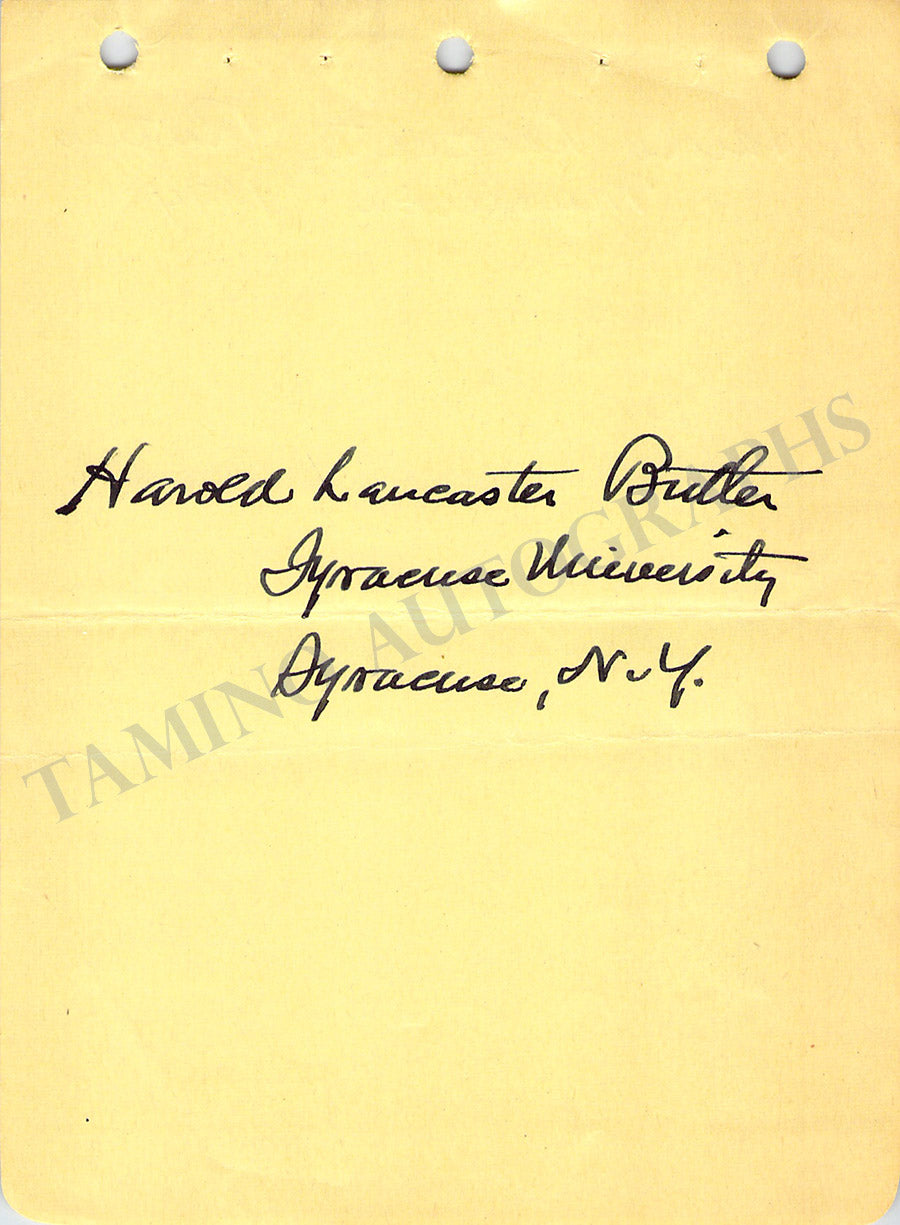 Harold Lancaster Butler
Syracuse University
Syracuse, N.Y.
TAMINO AUTOGRAPHS